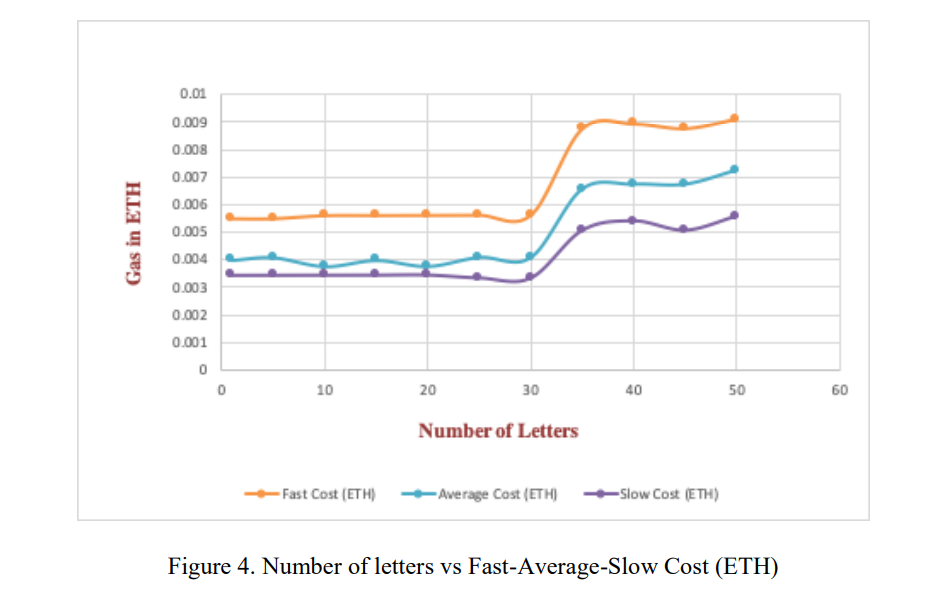 0.01
0.009
0.008
0.007
0.006
0.005
0.004
0.003
0.002
0.001
0
Gas in ETH
0 10 20 30 40 50 60
Number of Letters
Fast Cost (ETH) Average Cost (ETH) Slow Cost (ETH)
Figure 4. Number of letters vs Fast-Average-Slow Cost (ETH)